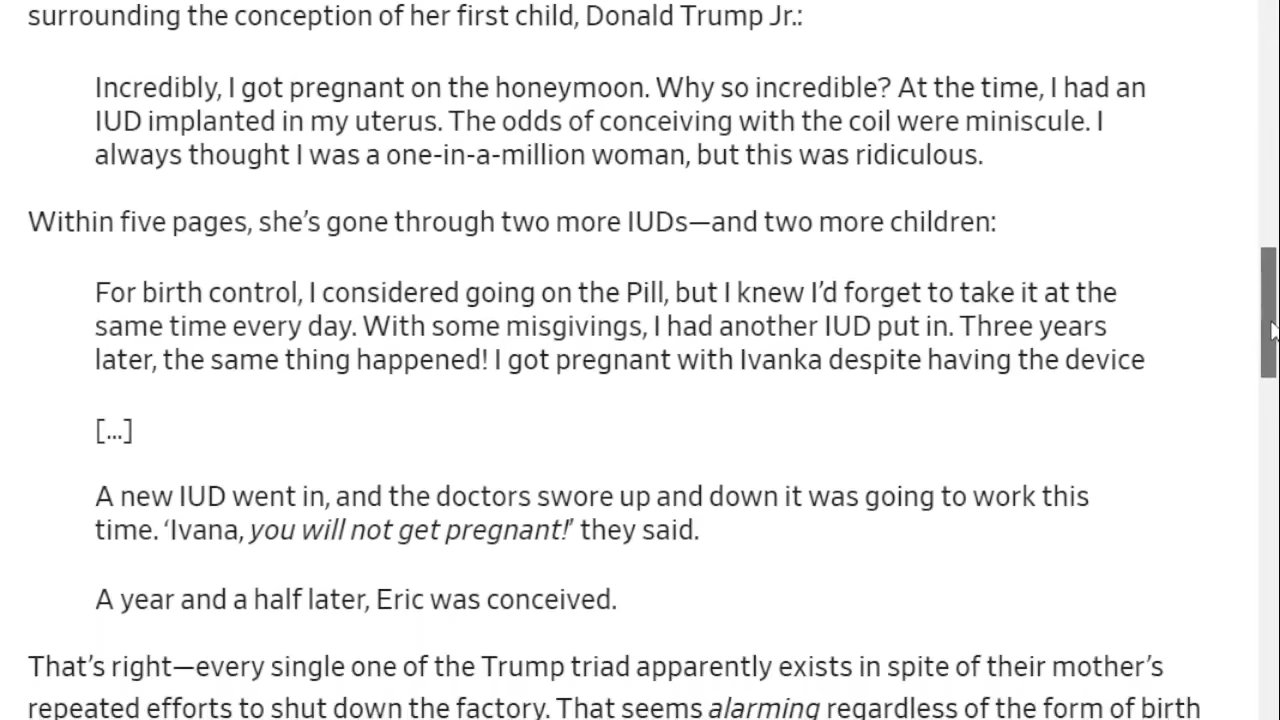 surrounding the conception of her first child, Donald Trump Jr.:
Incredibly, I got pregnant on the honeymoon. Why so incredible? At the time, I had an
IUD implanted in my uterus. The odds of conceiving with the coil were miniscule. I
always thought I was a one-in-a-million woman, but this was ridiculous.
Within five pages, she’s gone through two more IUDs—and two more children:
For birth control, I considered going on the Pill, but I knew I’d forget to take it at the
same time every day. With some misgivings, I had another IUD put in. Three years
later, the same thing happened! I got pregnant with Ivanka despite having the device
[...]
A new IUD went in, and the doctors swore up and down it was going to work this
time. ‘Ivana, you will not get pregnant!’ they said.
A year and a half later, Eric was conceived.
That’s right—every single one of the Trump triad apparently exists in spite of their mother’s
repeated efforts to shut down the factory. That seems alarming regardless of the form of birth